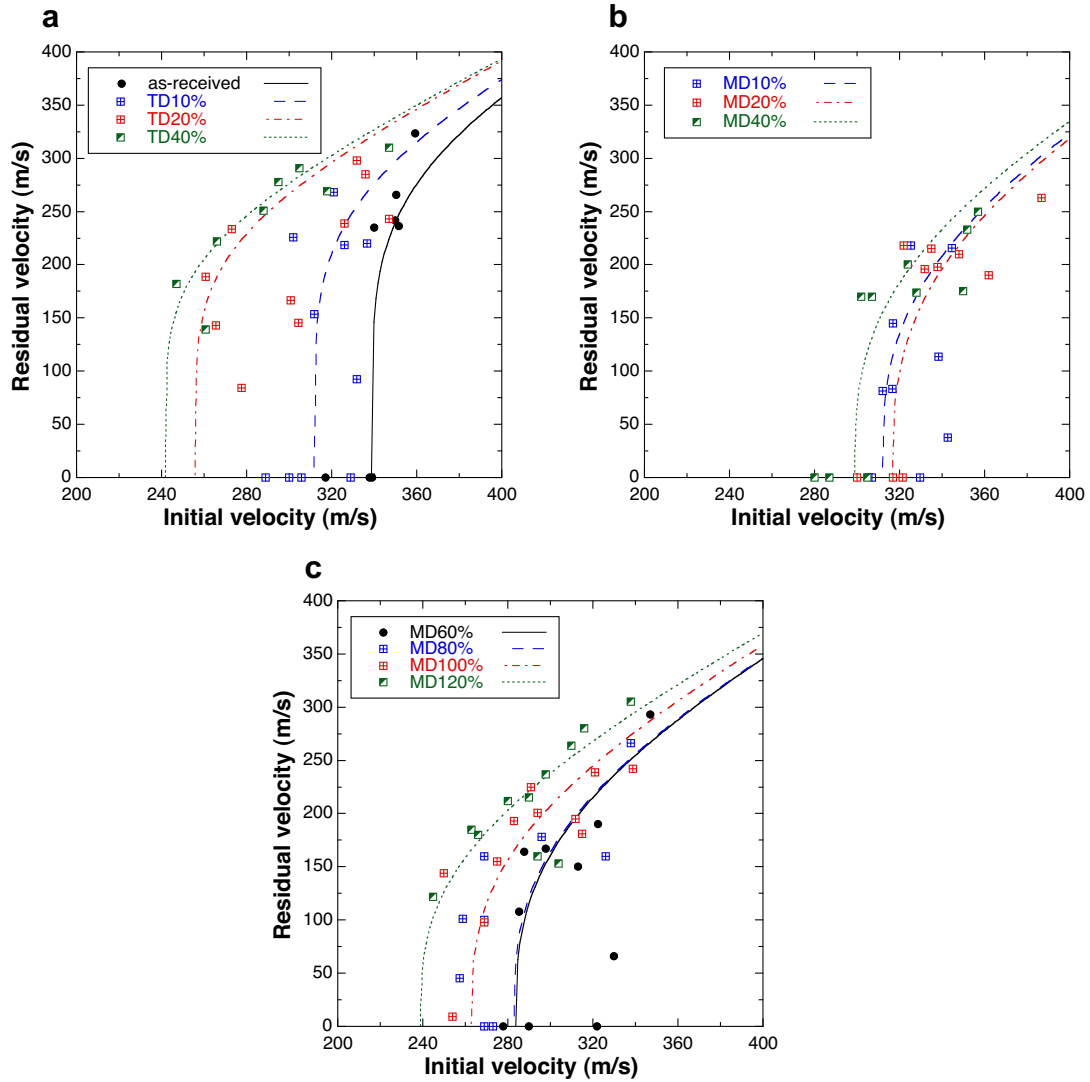 a
400
350
300
250
200
150
100
50
0
Residual velocity (m/s)
as-received
TD10%
TD20%
TD40%
200 240 280 320 360 400
Initial velocity (m/s)
b
400
350
300
250
200
150
100
50
0
Residual velocity (m/s)
MD10%
MD20%
MD40%
200 240 280 320 360 400
Initial velocity (m/s)
c
400
350
300
250
200
150
100
50
0
Residual velocity (m/s)
MD60%
MD80%
MD100%
MD120%
200 240 280 320 360 400
Initial velocity (m/s)